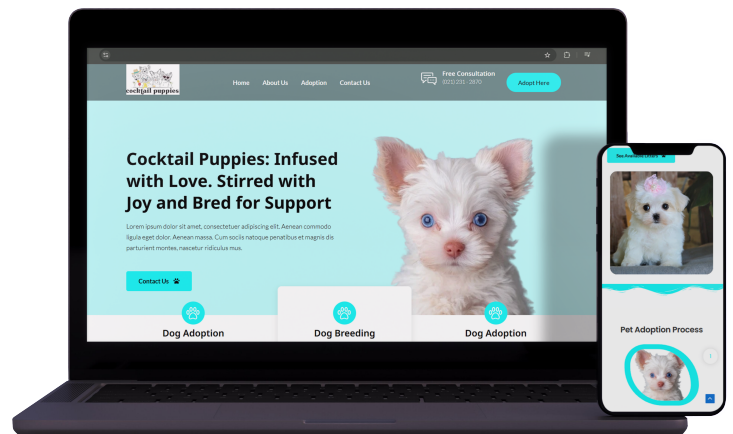 cocktail puppies
Home About Us Adoption Contact Us
Free Consultation
Adopt Here
Cocktail Puppies: Infused
with Love. Stirred with
Joy and Bred for Support
Lorem ipsum dolor sit amet, consectetuer adipiscing elit. Aenean commodo
ligula eget dolor. Aenean massa. Cum sociis natoque penatibus et magnis dis
parturient montes, nascetur ridiculus mus.
Contact Us
Dog Adoption Dog Breeding Dog Adoption
See Available Litters
Pet Adoption Process